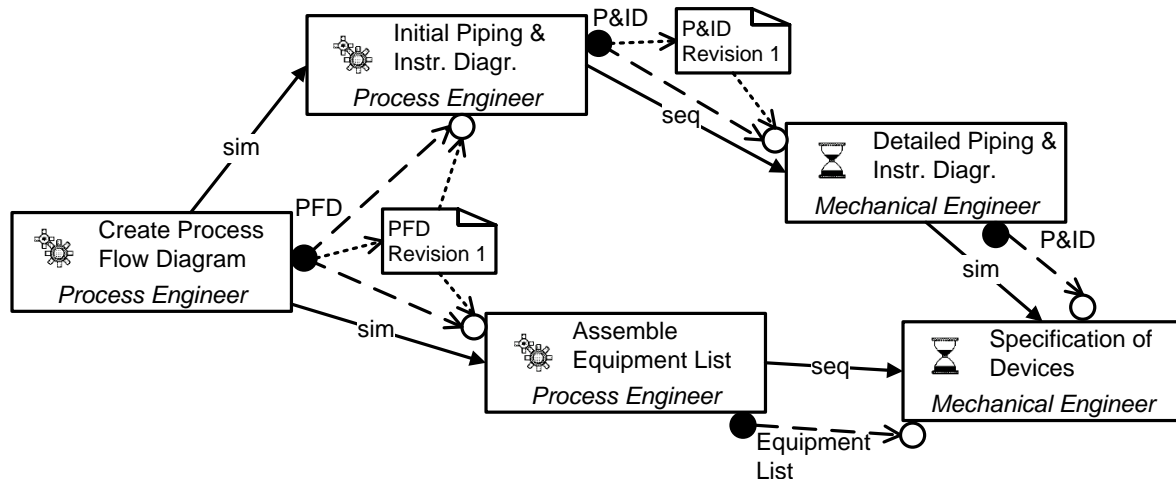 P&ID
Initial Piping &
Instr. Diagr.
Process Engineer
P&ID
Revision 1
seq
sim
Detailed Piping &
Instr. Diagr.
Mechanical Engineer
PFD
PFD
Revision 1
Create Process
Flow Diagram
Process Engineer
P&ID
sim
sim
Assemble
Equipment List
Process Engineer
seq
Specification of
Devices
Mechanical Engineer
Equipment
List